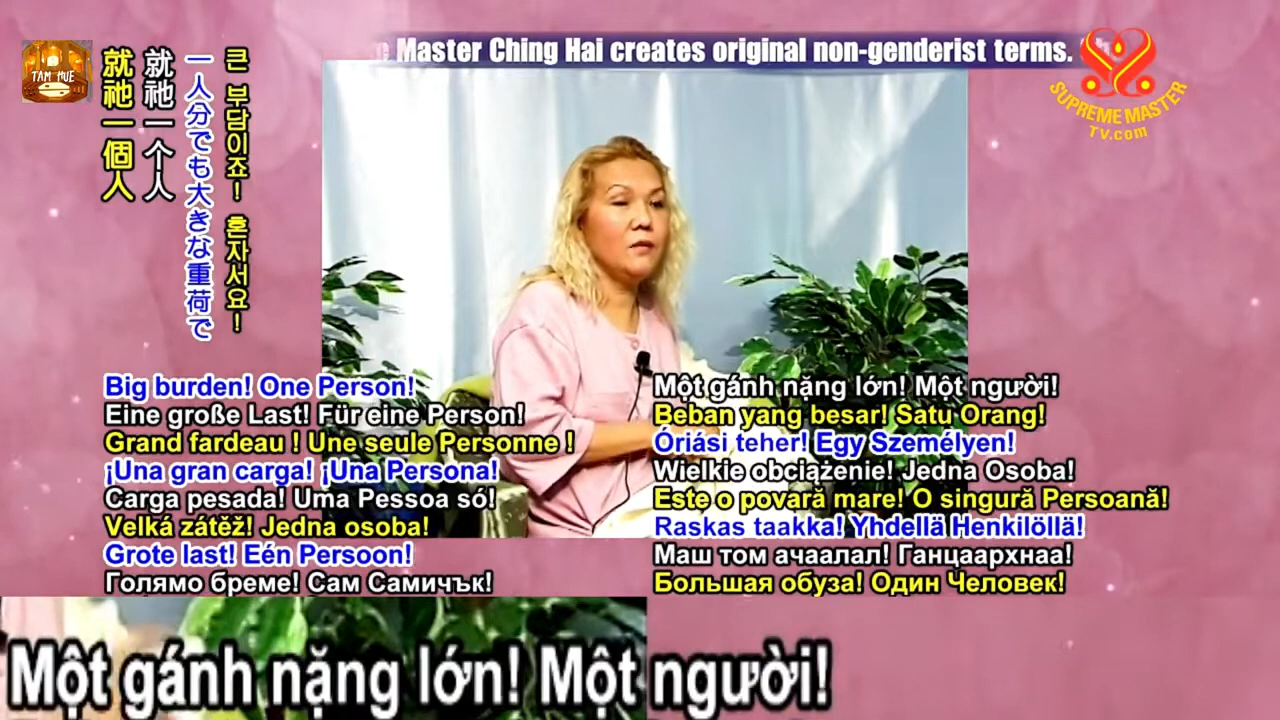 Master Ching Hai creates original non-genderist terms.
TAM HUE
SUPREME MASTER
TV.com
큰 부담이죠! 혼자서요!
一人分でも大きな重荷で
就祂一个人
就祂一個人
Big burden! One Person!
Eine große Last! Für eine Person!
Grand fardeau ! Une seule Personne !
¡Una gran carga! ¡Una Persona!
Carga pesada! Uma Pessoa só!
Velká zátěž! Jedna osoba!
Grote last! Eén Persoon!
Голямо бреме! Сам Самичък!
Một gánh nặng lớn! Một người!
Beban yang besar! Satu Orang!
Óriási teher! Egy Személyen!
Wielkie obciążenie! Jedna Osoba!
Este o povară mare! O singură Persoană!
Raskas taakka! Yhdellä Henkilöllä!
Маш том ачаалал! Ганцаархнаа!
Большая обуза! Один Человек!
Một gánh nặng lớn! Một người!